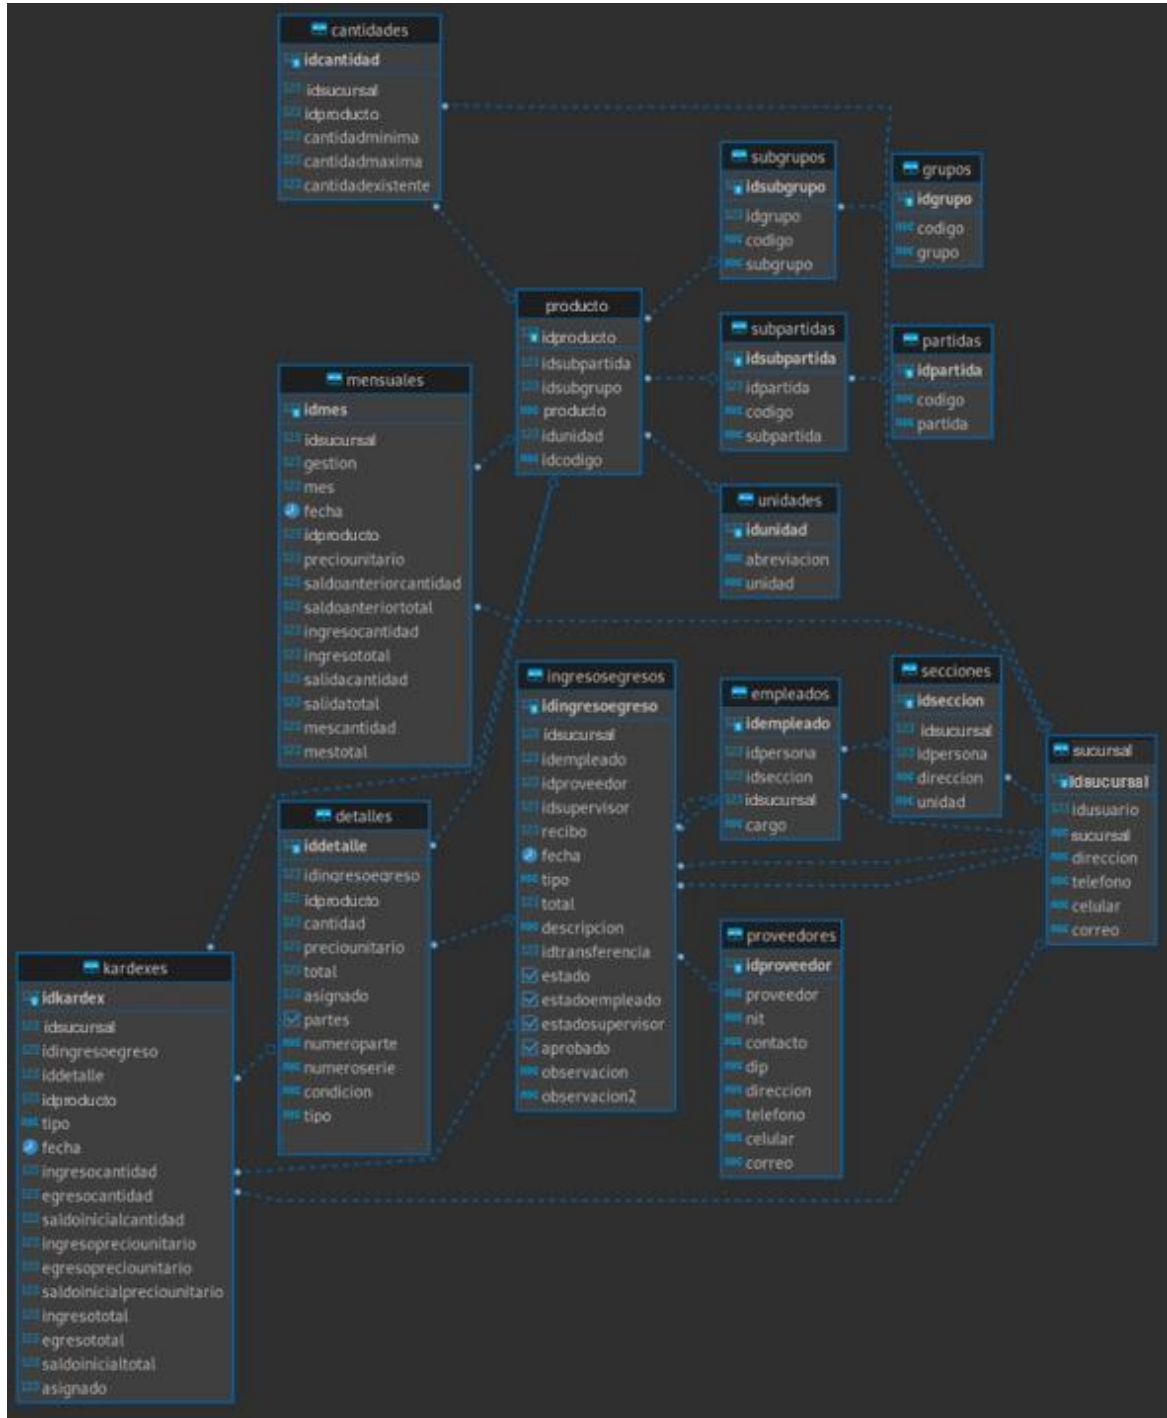 cantidades
idcantidad
idsucursal
idproducto
cantidadminima
cantidadmaxima
cantidadexistente
subgrupos
idsubgrupo
idgrupo
codigo
subgrupo
grupos
idgrupo
codigo
grupo
producto
idproducto
idsubpartida
idsubgrupo
producto
idunidad
idcodigo
subpartidas
idsubpartida
idpartida
codigo
subpartida
partidas
idpartida
codigo
partida
mensuales
idmes
idsucursal
gestion
mes
fecha
idproducto
preciounitario
saldoanteriorcantidad
saldoanteriortotal
ingresocantidad
ingresototal
salidacantidad
salidatotal
mescantidad
mestotal
unidades
idunidad
abreviacion
unidad
ingresosegresos
idingresoegreso
idsucursal
idempleado
idproveedor
idsupervisor
recibo
fecha
tipo
total
descripcion
idtransferencia
estado
estadoempleado
estadosupervisor
aprobado
observacion
observacion2
empleados
idempleado
idpersona
idseccion
idsucursal
cargo
secciones
idseccion
idsucursal
idpersona
direccion
unidad
sucursal
idsucursal
idusuario
sucursal
direccion
telefono
celular
correo
detalles
iddetalle
idingresoegreso
idproducto
cantidad
preciounitario
total
asignado
partes
numeroparte
numeroserie
condicion
tipo
proveedores
idproveedor
proveedor
nit
contacto
dip
direccion
telefono
celular
correo
kardexes
idkardex
idsucursal
idingresoegreso
iddetalle
idproducto
tipo
fecha
ingresocantidad
egresocantidad
saldoinicialcantidad
ingresopreciounitario
egresopreciounitario
saldoinicialpreciounitario
ingresototal
egresototal
saldoinicialtotal
asignado